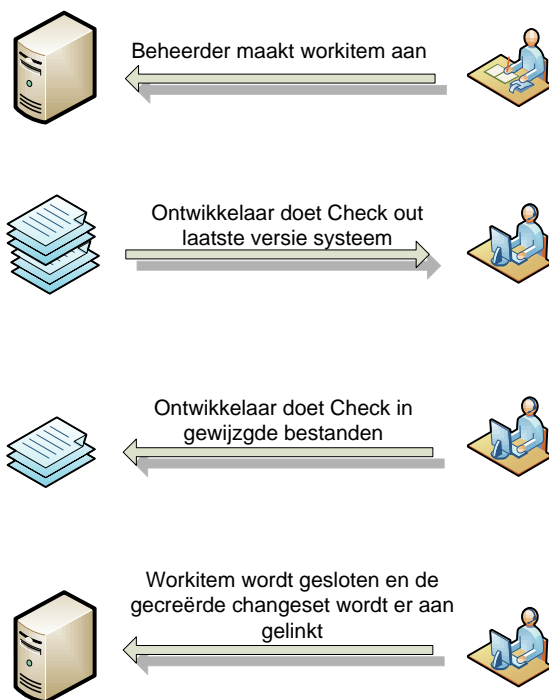 Beheerder maakt workitem aan
Ontwikkelaar doet Check out
laatste versie systeem
Ontwikkelaar doet Check in
gewijzgde bestanden
Workitem wordt gesloten en de
gecreërde changeset wordt er aan
gelinkt